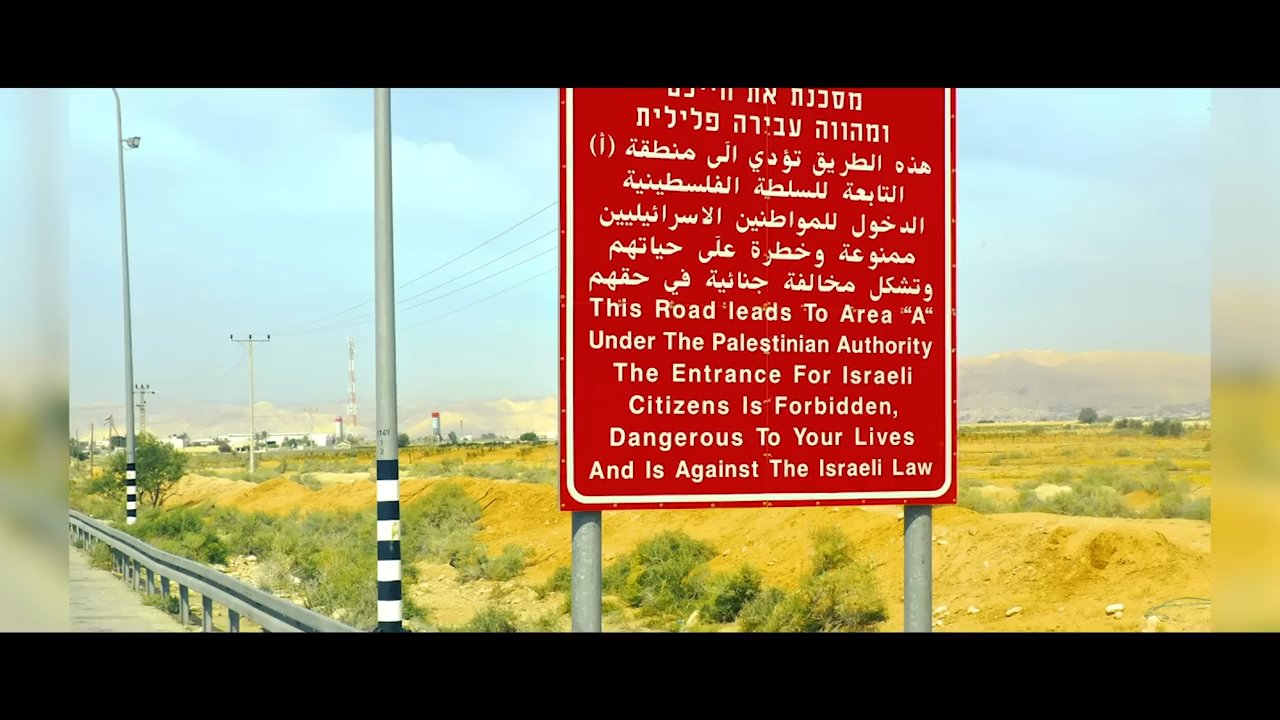 מסכנת את חייכם
ומהווה עבירה פלילית
هذه الطريق تؤدي الى منطقة (أ)
التابعة للسلطة الفلسطينية
الدخول للمواطنين الاسرائيليين
ممنوعة وخطرة على حياتهم
وتشكل مخالفة جنائية في حقهم
This Road leads To Area “A“
Under The Palestinian Authority
The Entrance For Israeli
Citizens Is Forbidden,
Dangerous To Your Lives
And Is Against The Israeli Law